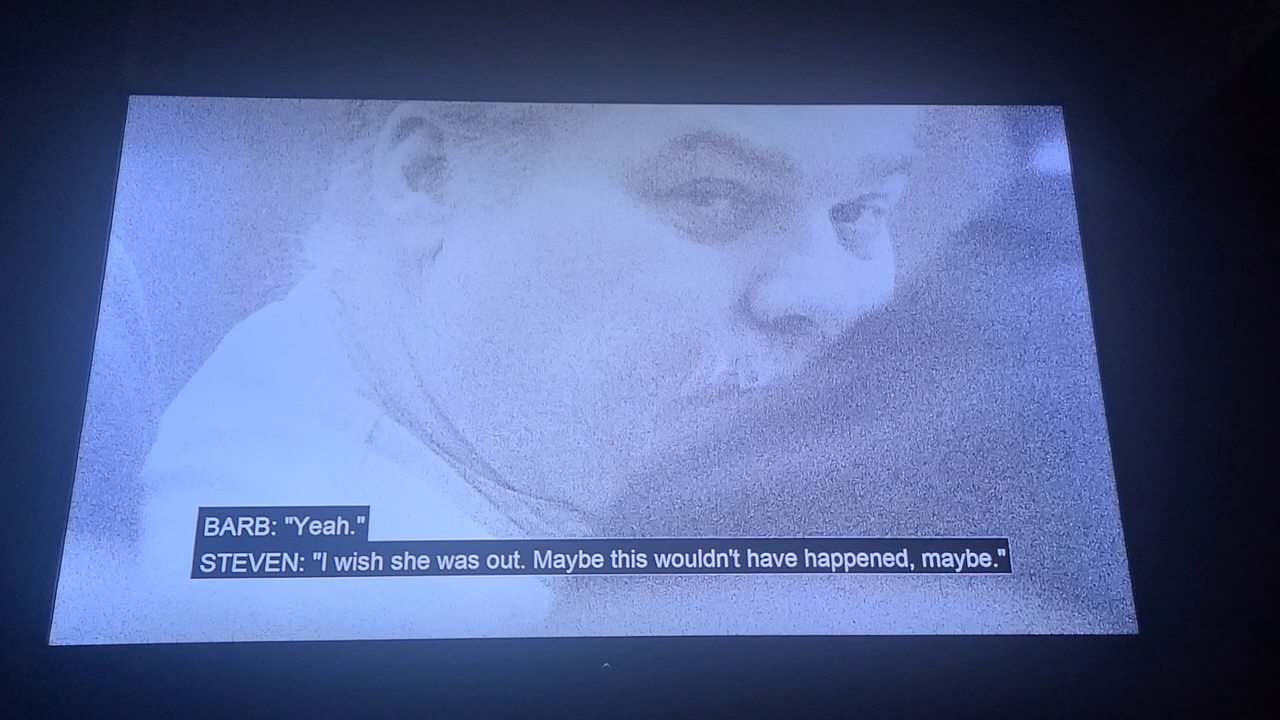 BARB: "Yeah."
STEVEN: "I wish she was out. Maybe this wouldn't have happened, maybe."